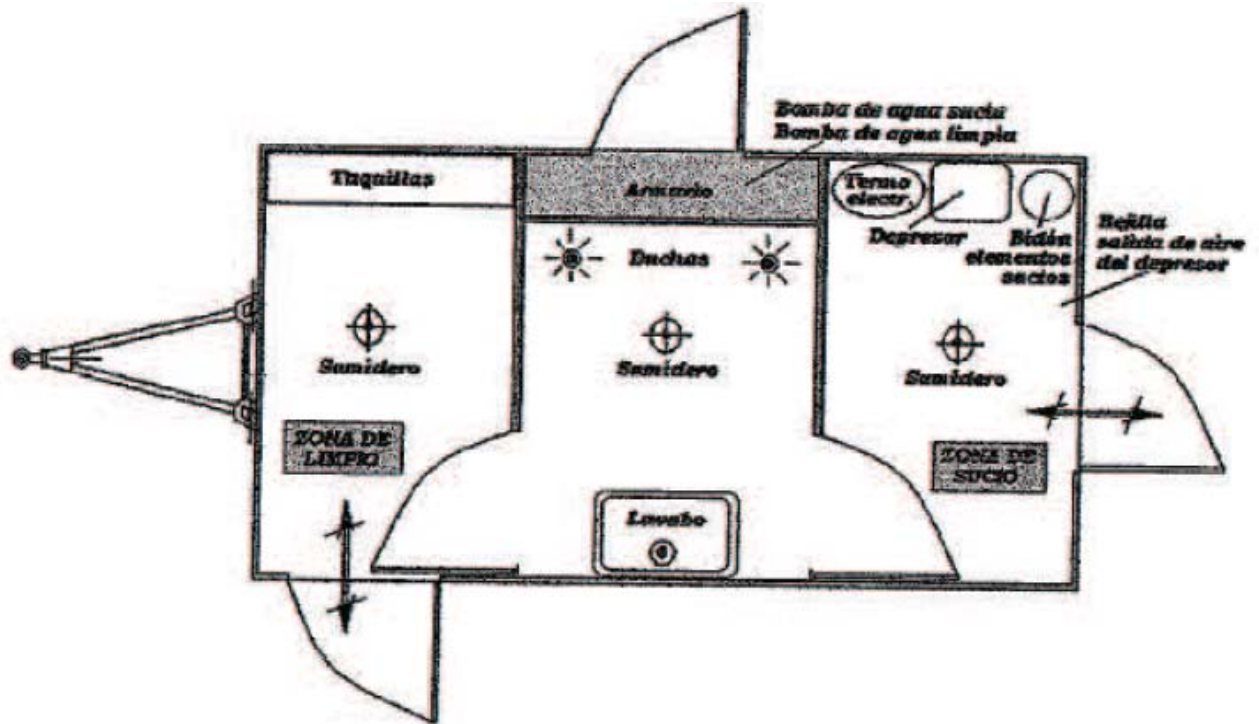 Bomba de agua sucia
Bomba de agua limpia
Taquillas
Armario
Termo
electr.
Depresor
Bidón
elementos
sucios
Rejilla
salida de aire
del depresor
Duchas
Sumidero
Sumidero
Sumidero
ZONA DE
LIMPIO
ZONA DE
SUCIO
Lavabo